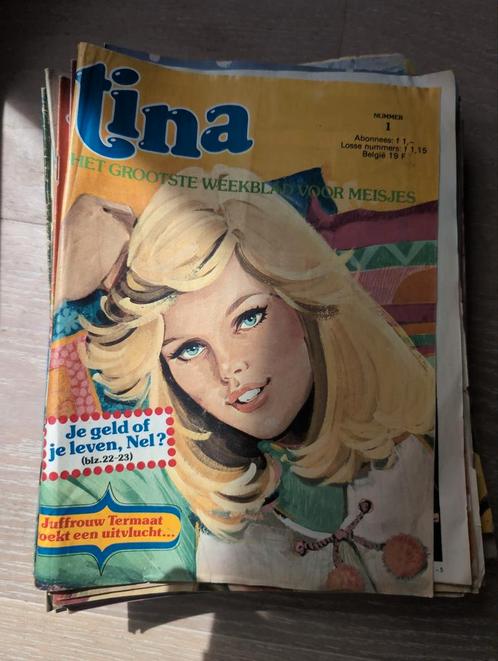 tina
NUMMER
1
Abonnees: f 1,-
Losse nummers: f 1,15
België 19 F
HET GROOTSTE WEEKBLAD VOOR MEISJES
Je geld of
je leven, Nel?
(blz.22-23)
Juffrouw Termaat
oekt een uitvlucht...